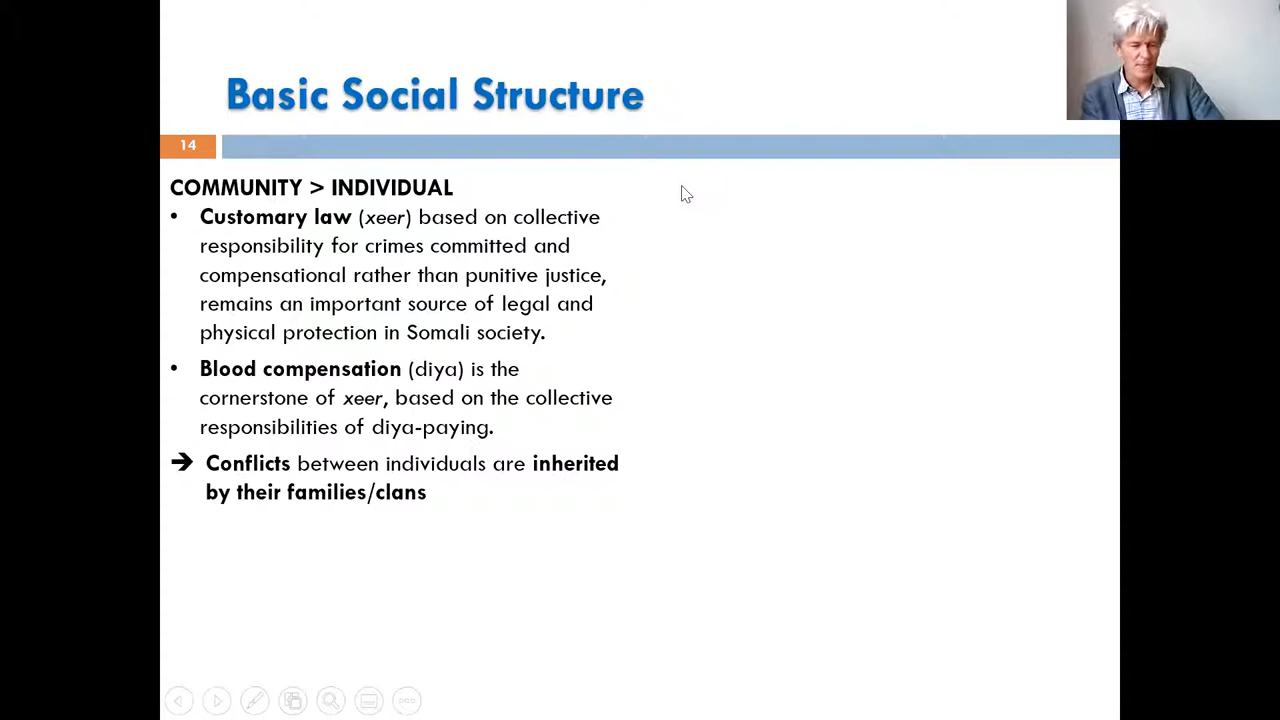 Basic Social Structure
14
COMMUNITY > INDIVIDUAL
• Customary law (xeer) based on collective
responsibility for crimes committed and
compensational rather than punitive justice,
remains an important source of legal and
physical protection in Somali society.
• Blood compensation (diya) is the
cornerstone of xeer, based on the collective
responsibilities of diya-paying.
➔ Conflicts between individuals are inherited
by their families/clans